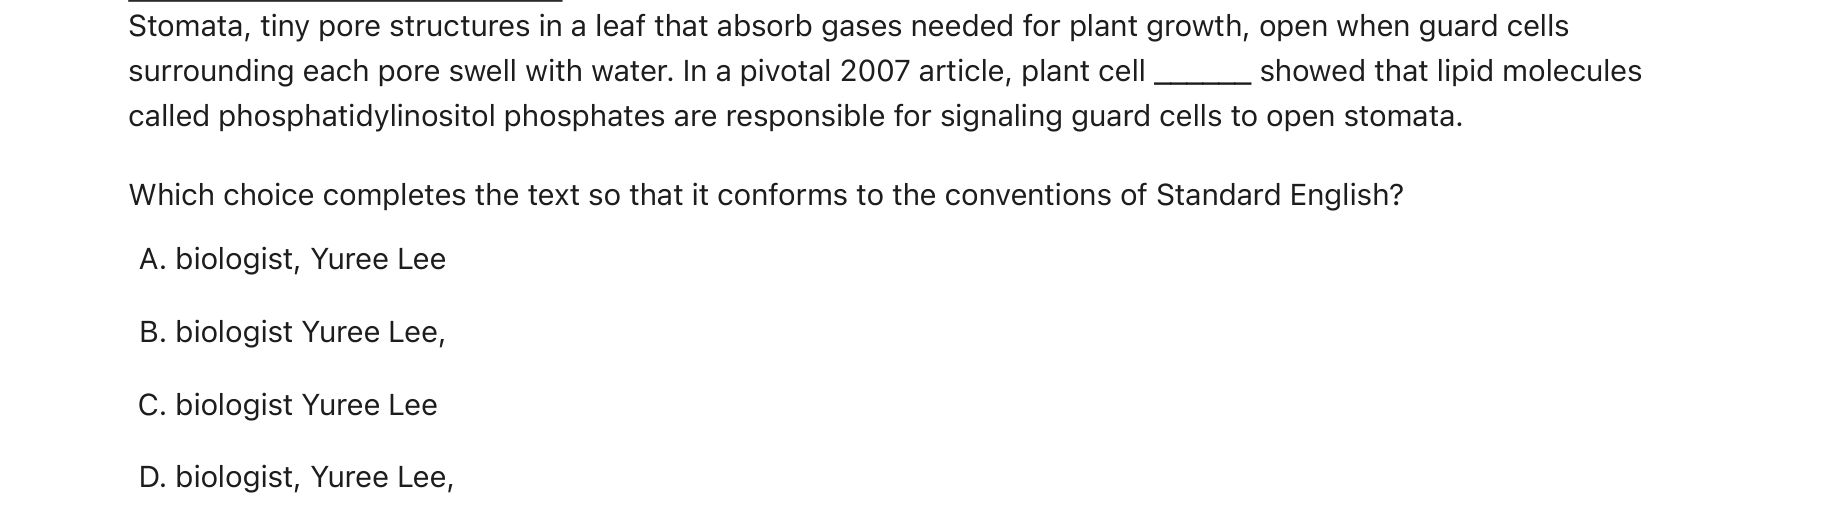 Stomata, tiny pore structures in a leaf that absorb gases needed for plant growth, open when guard cells
surrounding each pore swell with water. In a pivotal 2007 article, plant cell ______ showed that lipid molecules
called phosphatidylinositol phosphates are responsible for signaling guard cells to open stomata.
Which choice completes the text so that it conforms to the conventions of Standard English?
A. biologist, Yuree Lee
B. biologist Yuree Lee,
C. biologist Yuree Lee
D. biologist, Yuree Lee,